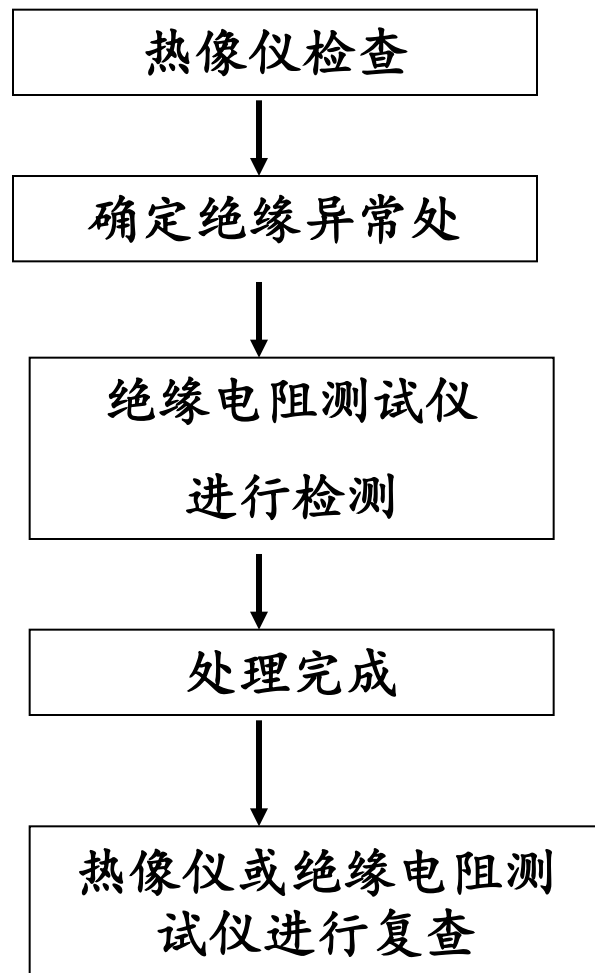 热像仪检查
确定绝缘异常处
绝缘电阻测试仪
进行检测
处理完成
热像仪或绝缘电阻测
试仪进行复查